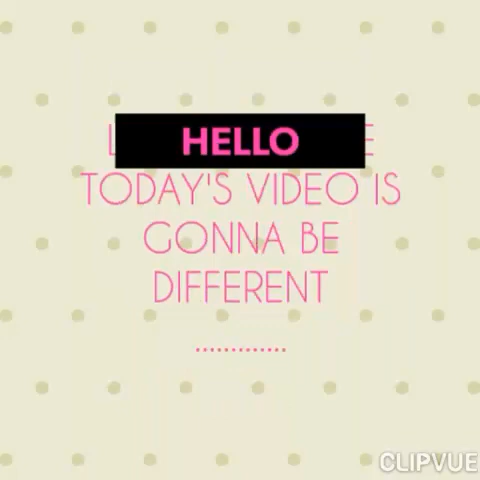 HELLO
TODAY'S VIDEO IS
GONNA BE
DIFFERENT
.............
CLIPVUE